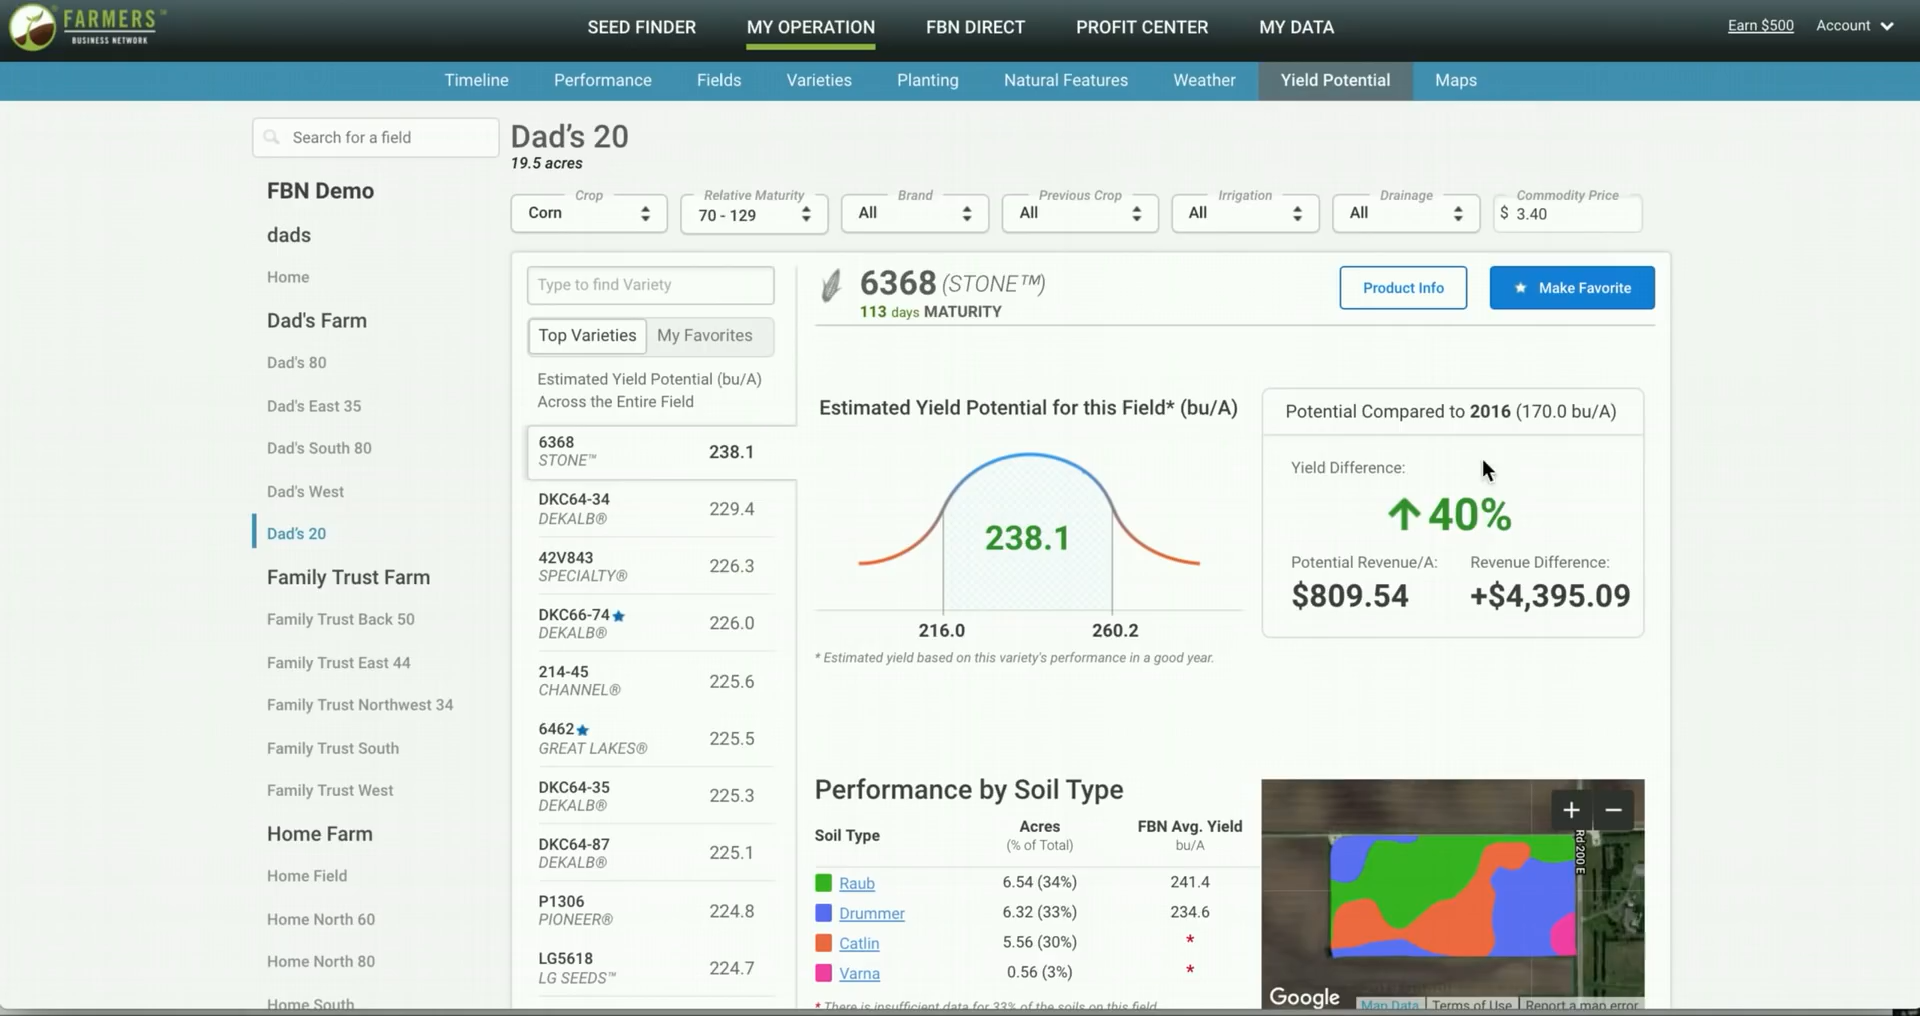 FARMERS
BUSINESS NETWORK
SEED FINDER
MY OPERATION
FBN DIRECT
PROFIT CENTER
MY DATA
Earn $500
Account
Timeline
Performance
Fields
Varieties
Planting
Natural Features
Weather
Yield Potential
Maps
Search for a field
FBN Demo
dads
Home
Dad's Farm
Dad's 80
Dad's East 35
Dad's South 80
Dad's West
Dad's 20
Family Trust Farm
Family Trust Back 50
Family Trust East 44
Family Trust Northwest 34
Family Trust South
Family Trust West
Home Farm
Home Field
Home North 60
Home North 80
Home South
Dad's 20
19.5 acres
Crop
Corn
Relative Maturity
70 - 129
Brand
All
Previous Crop
All
Irrigation
All
Drainage
All
Commodity Price
$ 3.40
Type to find Variety
Top Varieties
My Favorites
Estimated Yield Potential (bu/A)
Across the Entire Field
6368
STONE™
238.1
DKC64-34
DEKALB®
229.4
42V843
SPECIALTY®
226.3
DKC66-74
DEKALB®
226.0
214-45
CHANNEL®
225.6
6462
GREAT LAKES®
225.5
DKC64-35
DEKALB®
225.3
DKC64-87
DEKALB®
225.1
P1306
PIONEER®
224.8
LG5618
LG SEEDS™
224.7
6368 (STONE™)
113 days MATURITY
Product Info
Make Favorite
Estimated Yield Potential for this Field* (bu/A)
238.1
216.0
260.2
* Estimated yield based on this variety's performance in a good year.
Potential Compared to 2016 (170.0 bu/A)
Yield Difference:
40%
Potential Revenue/A:
$809.54
Revenue Difference:
+$4,395.09
Performance by Soil Type
Soil Type
Acres
(% of Total)
FBN Avg. Yield
bu/A
Raub 6.54 (34%) 241.4
Drummer 6.32 (33%) 234.6
Catlin 5.56 (30%) *
Varna 0.56 (3%) *
* There is insufficient data for 33% of the soils on this field
Rd 200 E
Google
Map Data
Terms of Use
Report a map error